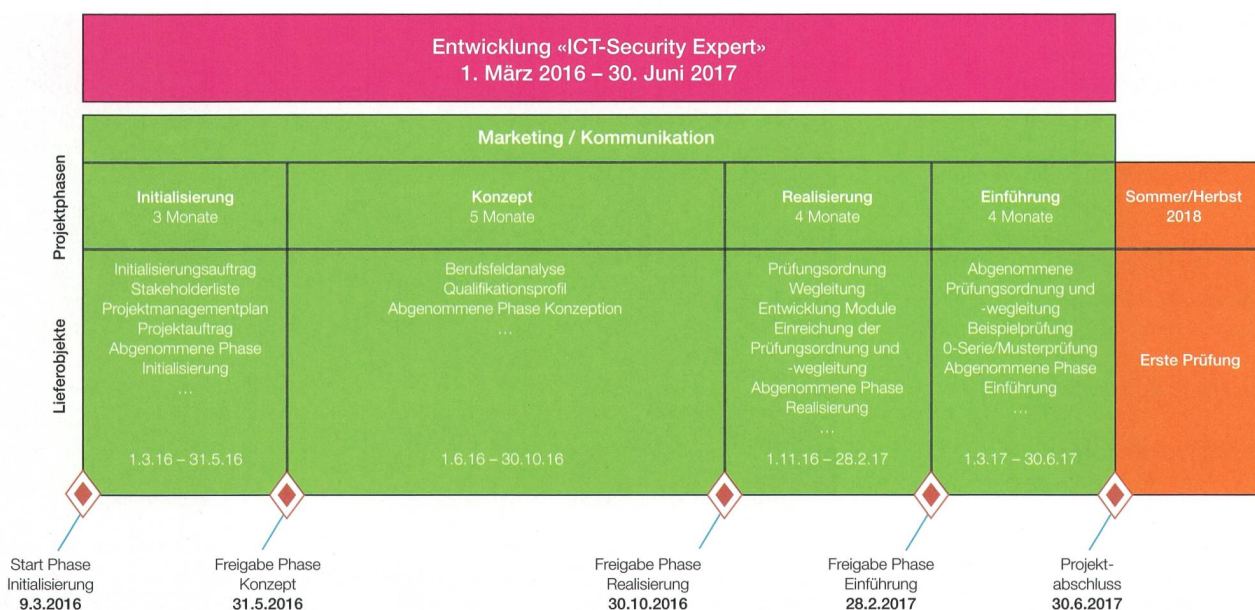 Entwicklung «ICT-Security Expert»
1. März 2016 – 30. Juni 2017
Marketing / Kommunikation
Projektphasen
Initialisierung
3 Monate
Konzept
5 Monate
Realisierung
4 Monate
Einführung
4 Monate
Sommer/Herbst
2018
Lieferobjekte
Initialisierungsauftrag
Stakeholderliste
Projektmanagementplan
Projektauftrag
Abgenommene Phase
Initialisierung
…
1.3.16 – 31.5.16
Berufsfeldanalyse
Qualifikationsprofil
Abgenommene Phase Konzeption
…
1.6.16 – 30.10.16
Prüfungsordnung
Wegleitung
Entwicklung Module
Einreichung der
Prüfungsordnung und
-wegleitung
Abgenommene Phase
Realisierung
…
1.11.16 – 28.2.17
Abgenommene
Prüfungsordnung und
-wegleitung
Beispielprüfung
0-Serie/Musterprüfung
Abgenommene Phase
Einführung
…
1.3.17 – 30.6.17
Erste Prüfung
Start Phase
Initialisierung
9.3.2016
Freigabe Phase
Konzept
31.5.2016
Freigabe Phase
Realisierung
30.10.2016
Freigabe Phase
Einführung
28.2.2017
Projekt-
abschluss
30.6.2017